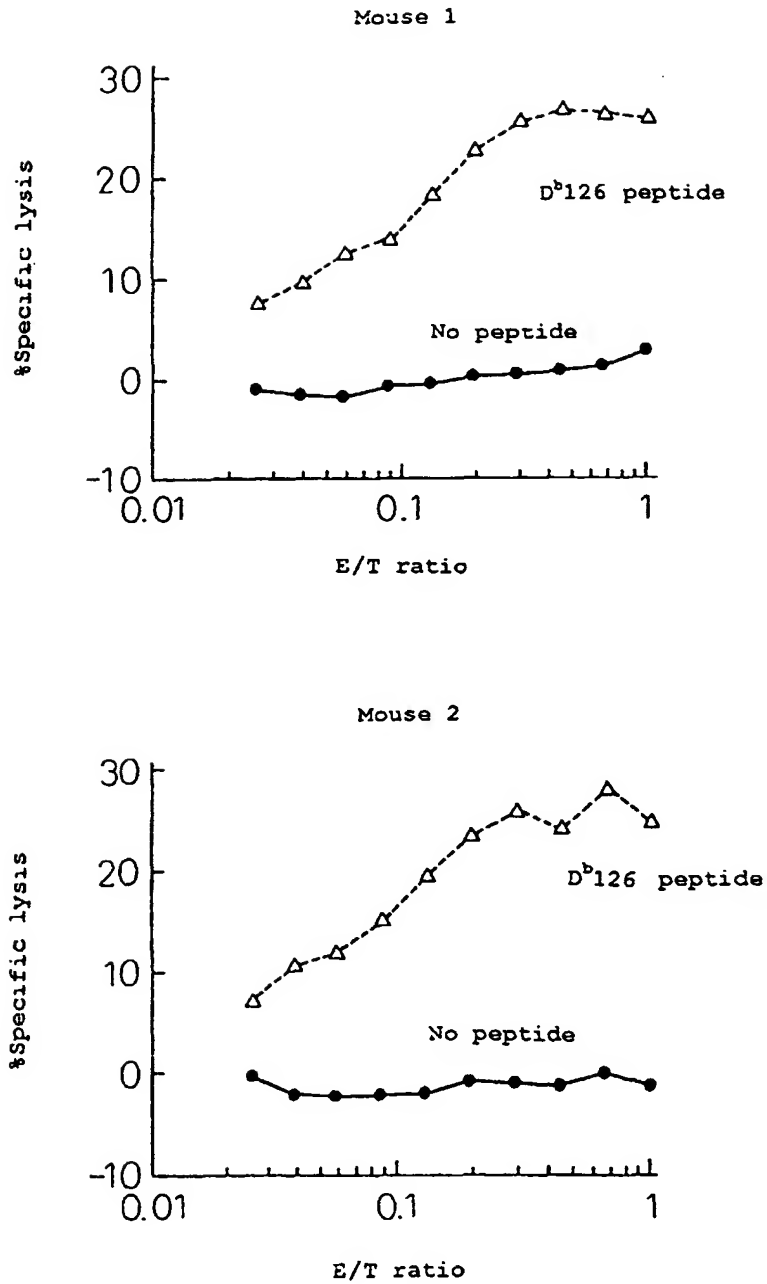 Mouse 1
30
20
10
0
-10
%Specific lysis
D^b126 peptide
No peptide
0.01
0.1
1
E/T ratio
Mouse 2
30
20
10
0
-10
%Specific lysis
D^b126 peptide
No peptide
0.01
0.1
1
E/T ratio